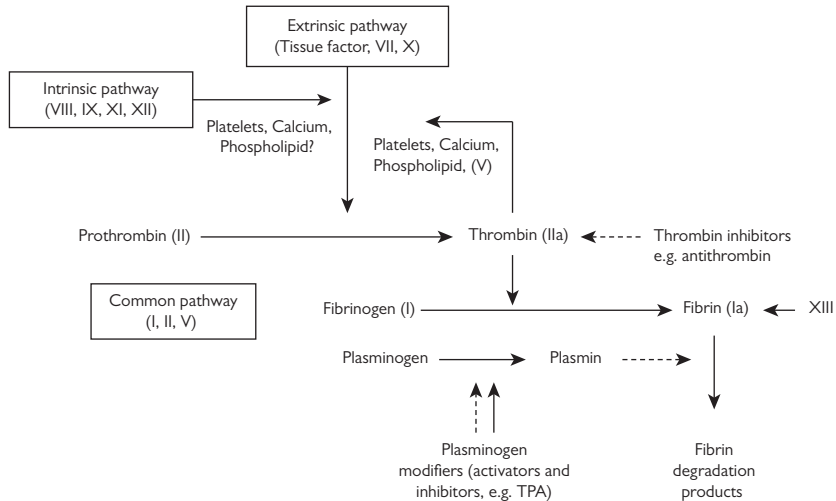 Extrinsic pathway
(Tissue factor, VII, X)
Intrinsic pathway
(VIII, IX, XI, XII)
Platelets, Calcium,
Phospholipid?
Platelets, Calcium,
Phospholipid, (V)
Prothrombin (II)
Thrombin (IIa)
Thrombin inhibitors
e.g. antithrombin
Common pathway
(I, II, V)
Fibrinogen (I)
Fibrin (Ia)
XIII
Plasminogen
Plasmin
Plasminogen
modifiers (activators and
inhibitors, e.g. TPA)
Fibrin
degradation
products